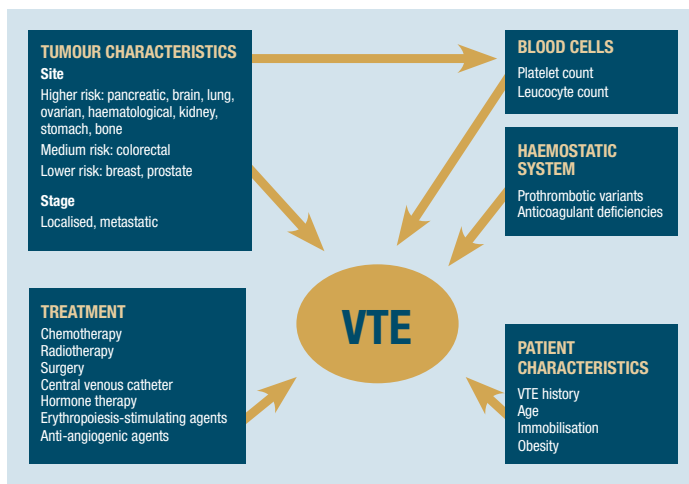 TUMOUR CHARACTERISTICS
Site
Higher risk: pancreatic, brain, lung,
ovarian, haematological, kidney,
stomach, bone
Medium risk: colorectal
Lower risk: breast, prostate
Stage
Localised, metastatic
BLOOD CELLS
Platelet count
Leucocyte count
HAEMOSTATIC
SYSTEM
Prothrombotic variants
Anticoagulant deficiencies
VTE
TREATMENT
Chemotherapy
Radiotherapy
Surgery
Central venous catheter
Hormone therapy
Erythropoiesis-stimulating agents
Anti-angiogenic agents
PATIENT
CHARACTERISTICS
VTE history
Age
Immobilisation
Obesity